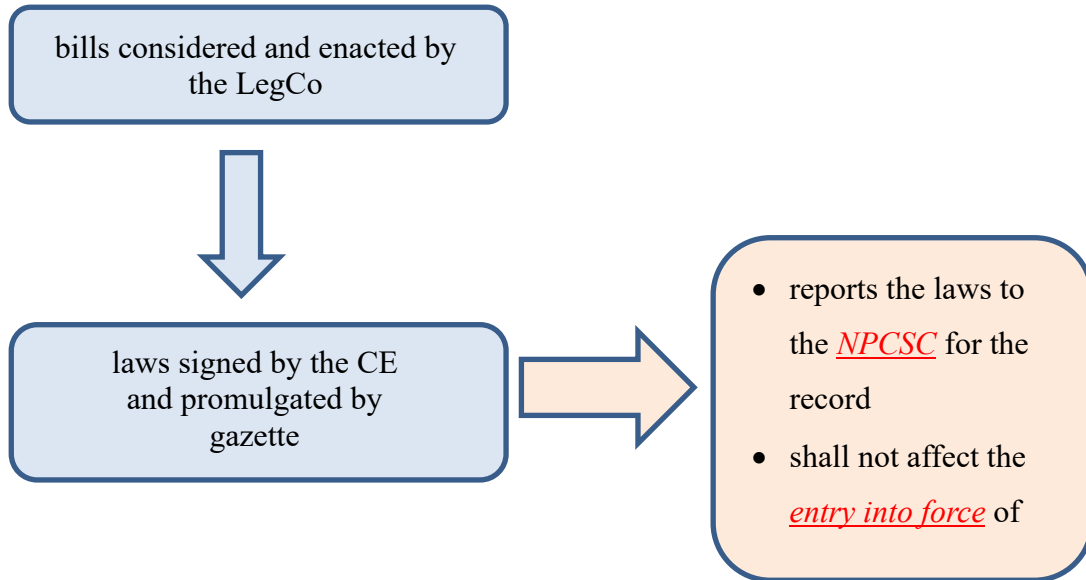 bills considered and enacted by
the LegCo
laws signed by the CE
and promulgated by
gazette
• reports the laws to
the NPCSC for the
record
• shall not affect the
entry into force of